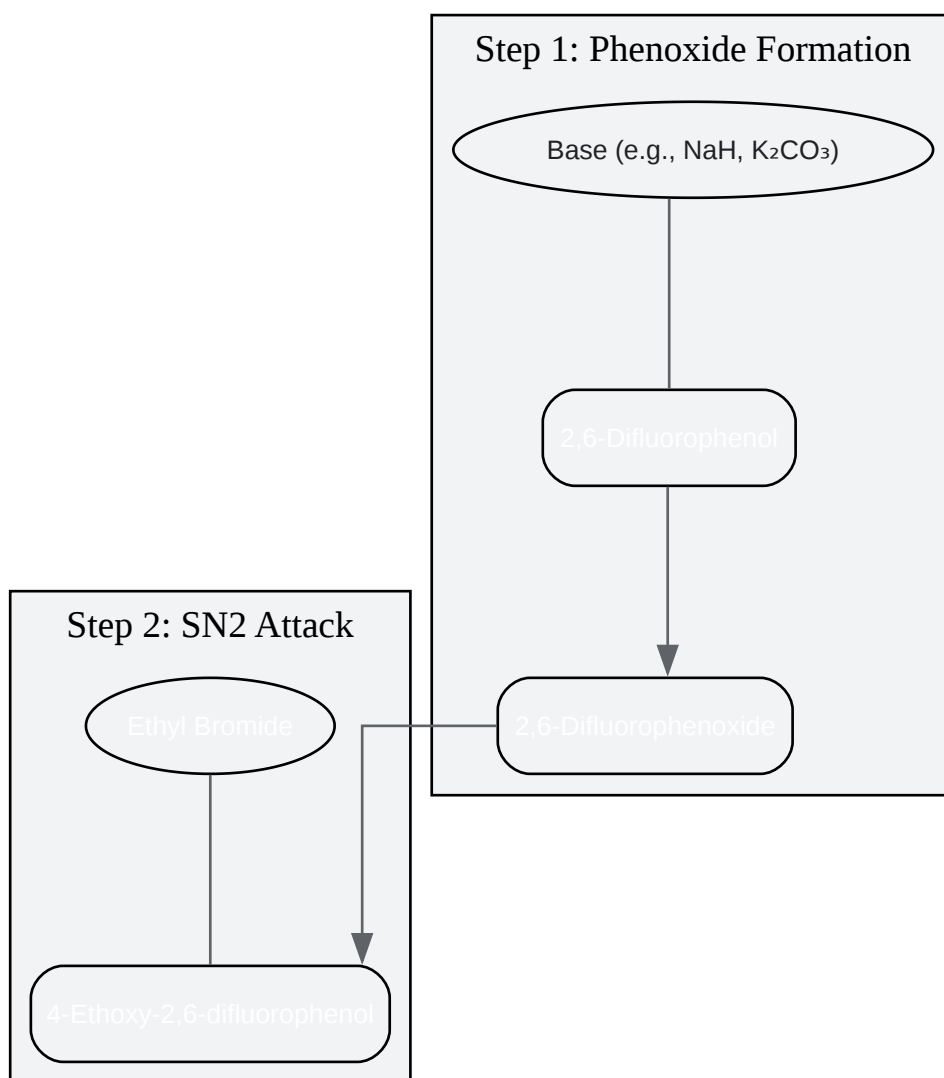 Step 1: Phenoxide Formation
Base (e.g., NaH, K₂CO₃)
2,6-Difluorophenol
2,6-Difluorophenoxide
Step 2: SN2 Attack
Ethyl Bromide
4-Ethoxy-2,6-difluorophenol